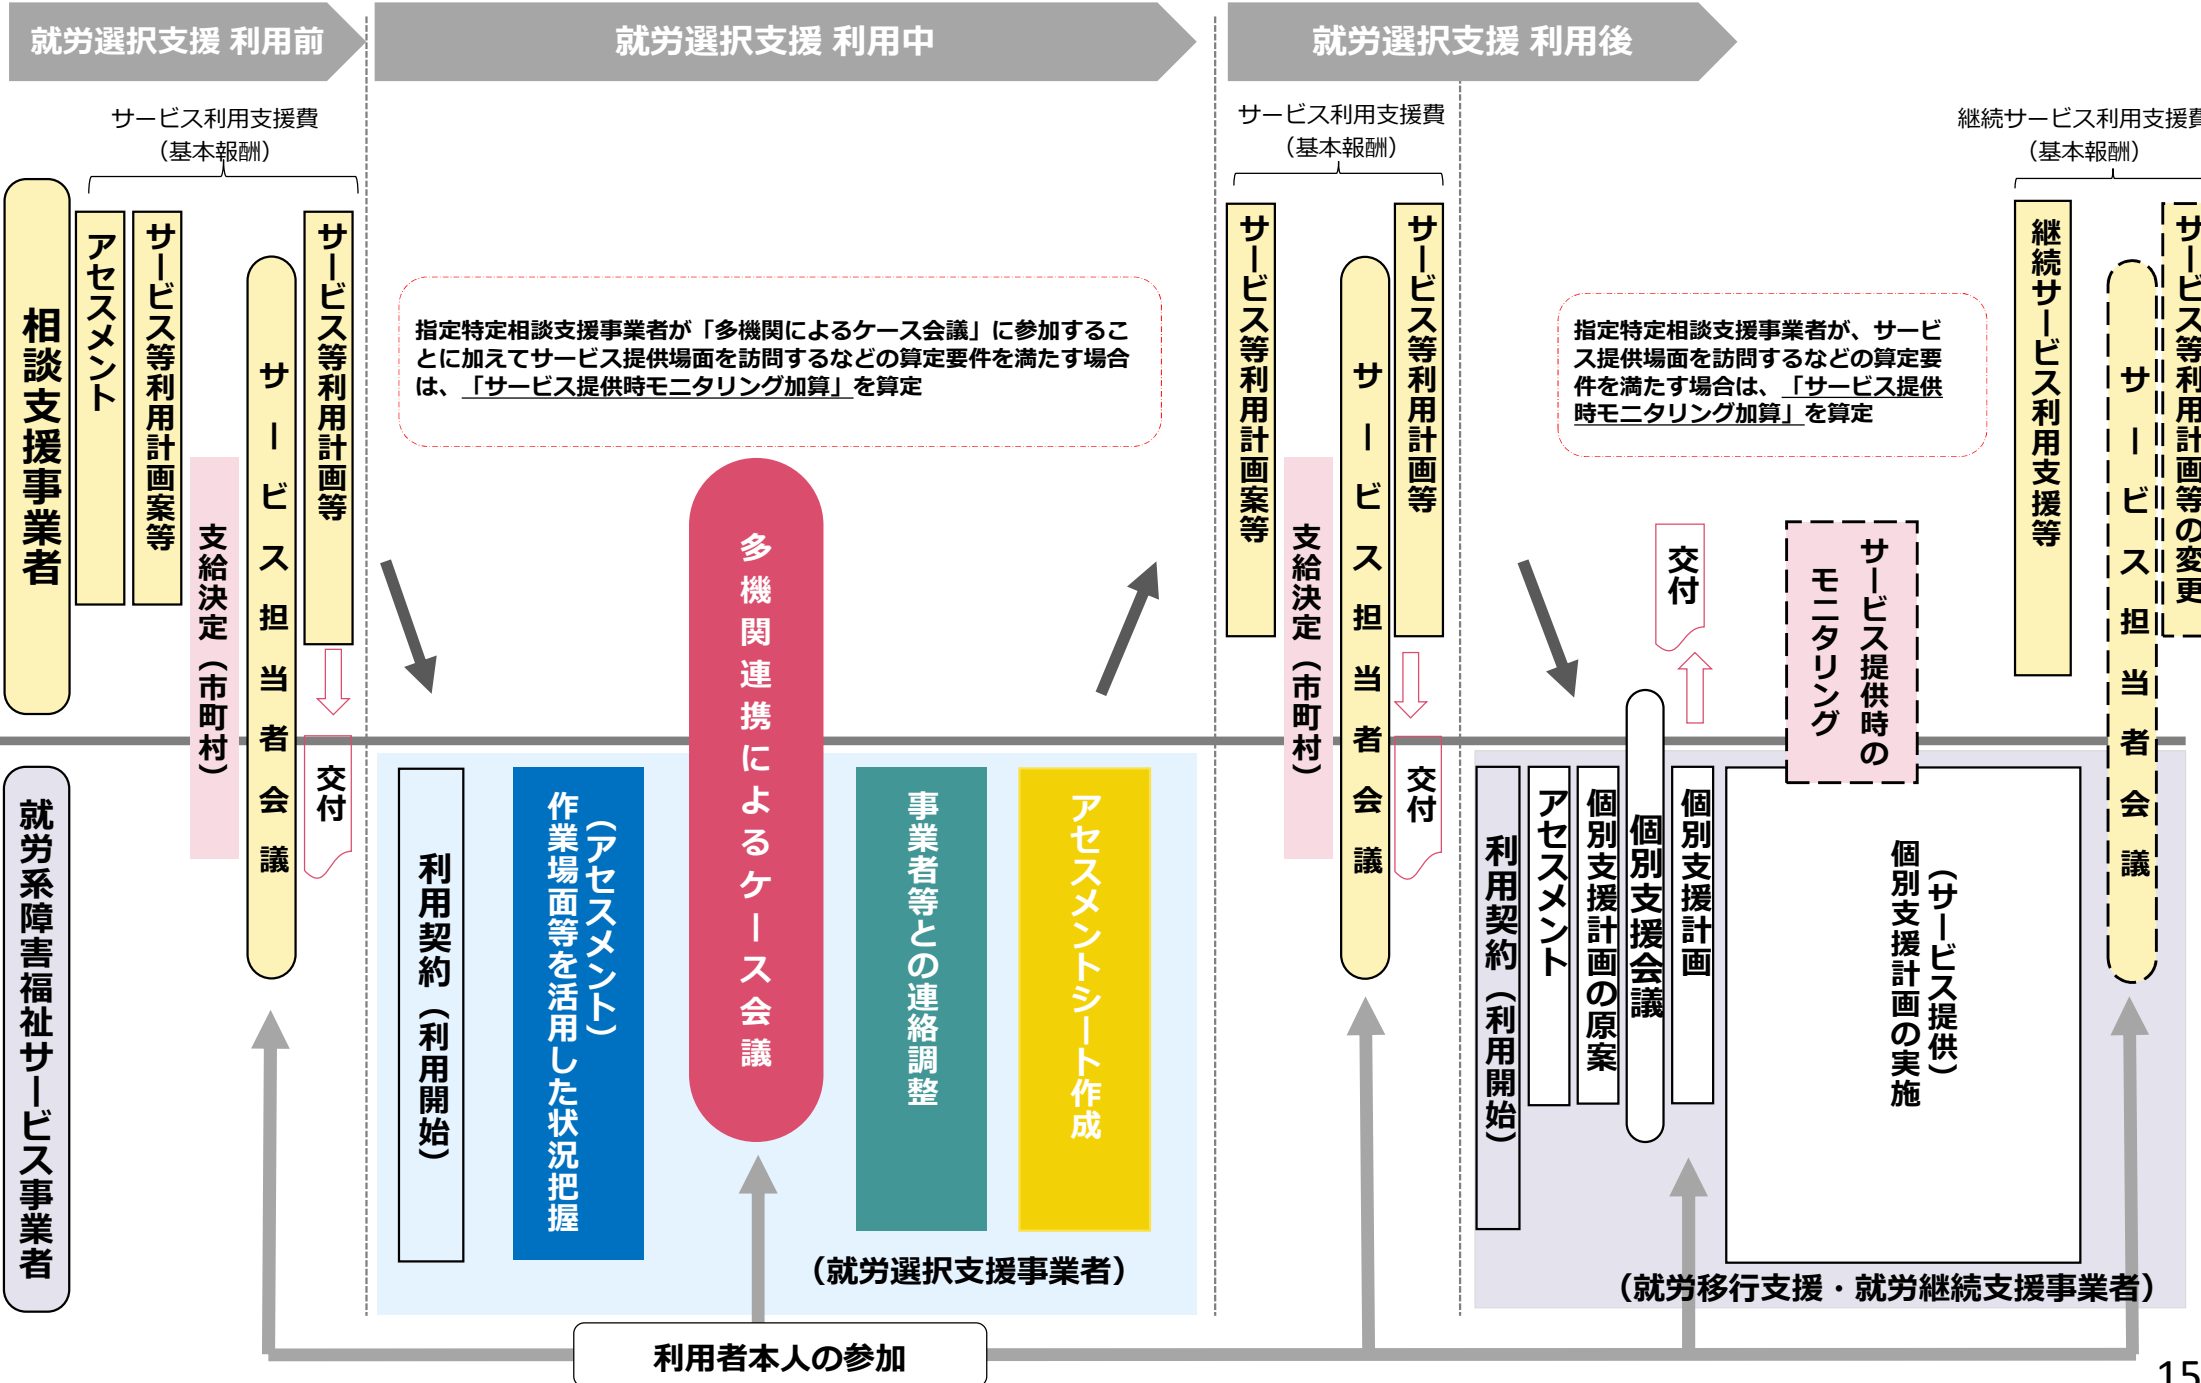 就労選択支援 利用前
就労選択支援 利用中
就労選択支援 利用後
サービス利用支援費
（基本報酬）
サービス利用支援費
（基本報酬）
継続サービス利用支援費
（基本報酬）
相談支援事業者
アセスメント
サービス等利用計画案等
支給決定（市町村）
サービス担当者会議
サービス等利用計画等
交付
指定特定相談支援事業者が「多機関によるケース会議」に参加するこ
とに加えてサービス提供場面を訪問するなどの算定要件を満たす場合
は、「サービス提供時モニタリング加算」を算定
多機関連携によるケース会議
サービス等利用計画案等
支給決定（市町村）
サービス担当者会議
サービス等利用計画等
交付
指定特定相談支援事業者が、サービ
ス提供場面を訪問するなどの算定要
件を満たす場合は、「サービス提供
時モニタリング加算」を算定
交付
サービス提供時の
モニタリング
継続サービス利用支援等
サービス担当者会議
サービス等利用計画等の変更
就労系障害福祉サービス事業者
利用契約（利用開始）
（アセスメント）
作業場面等を活用した状況把握
事業者等との連絡調整
アセスメントシート作成
（就労選択支援事業者）
利用契約（利用開始）
アセスメント
個別支援計画の原案
個別支援会議
個別支援計画
（サービス提供）
個別支援計画の実施
（就労移行支援・就労継続支援事業者）
利用者本人の参加
15